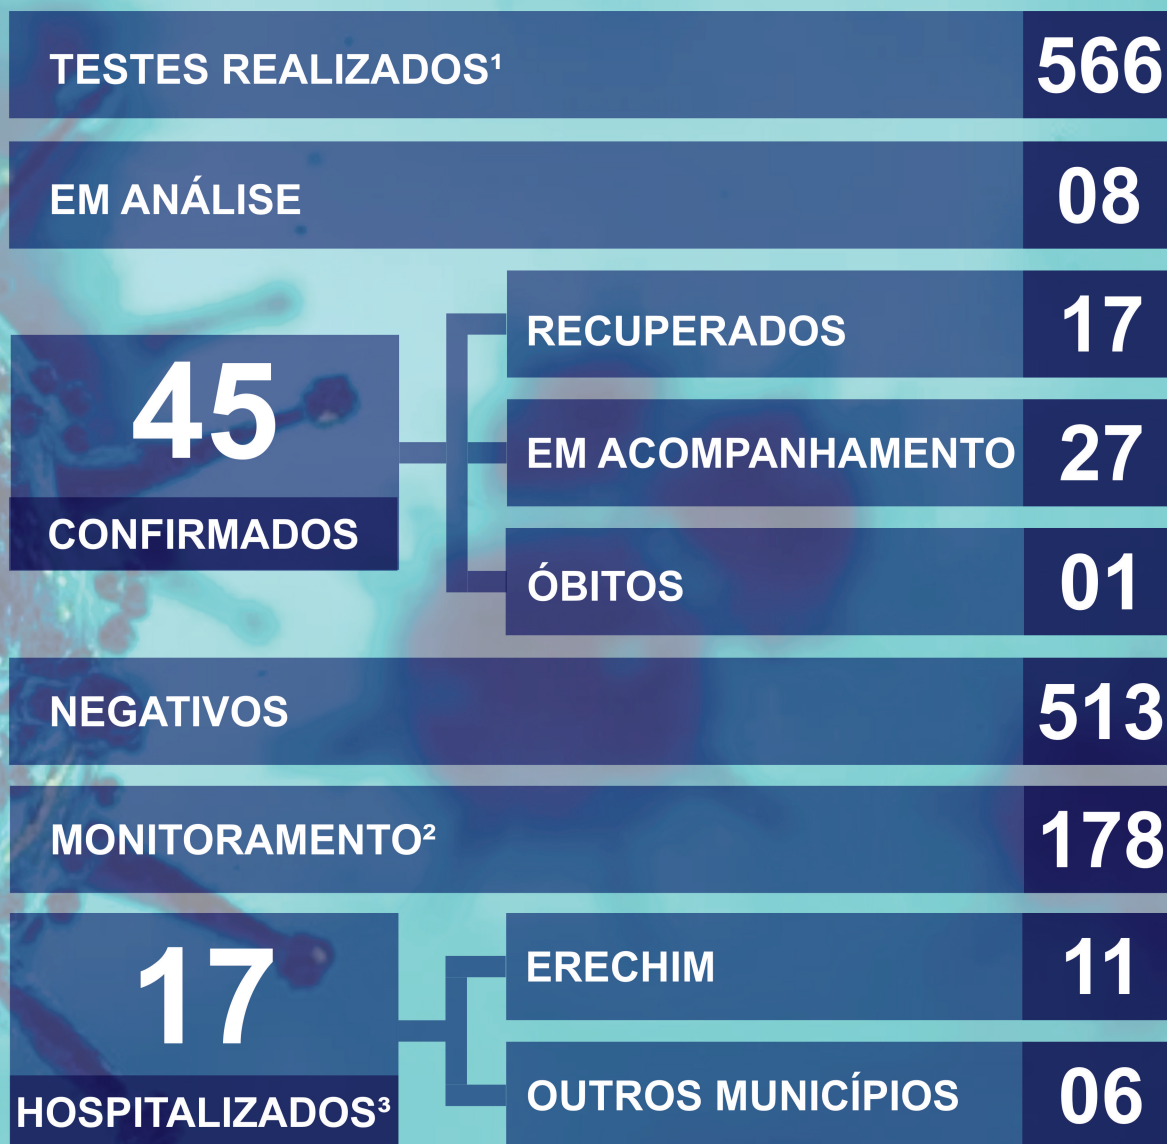 TESTES REALIZADOS¹ 566
EM ANÁLISE 08
45
CONFIRMADOS
RECUPERADOS 17
EM ACOMPANHAMENTO 27
ÓBITOS 01
NEGATIVOS 513
MONITORAMENTO² 178
17
HOSPITALIZADOS³
ERECHIM 11
OUTROS MUNICÍPIOS 06